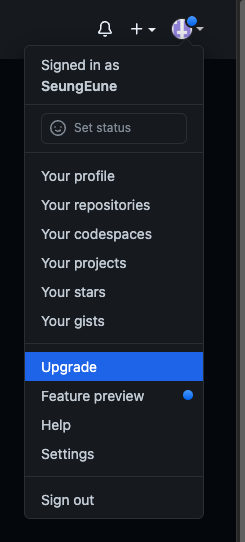 Signed in as
SeungEune
Set status
Your profile
Your repositories
Your codespaces
Your projects
Your stars
Your gists
Upgrade
Feature preview
Help
Settings
Sign out